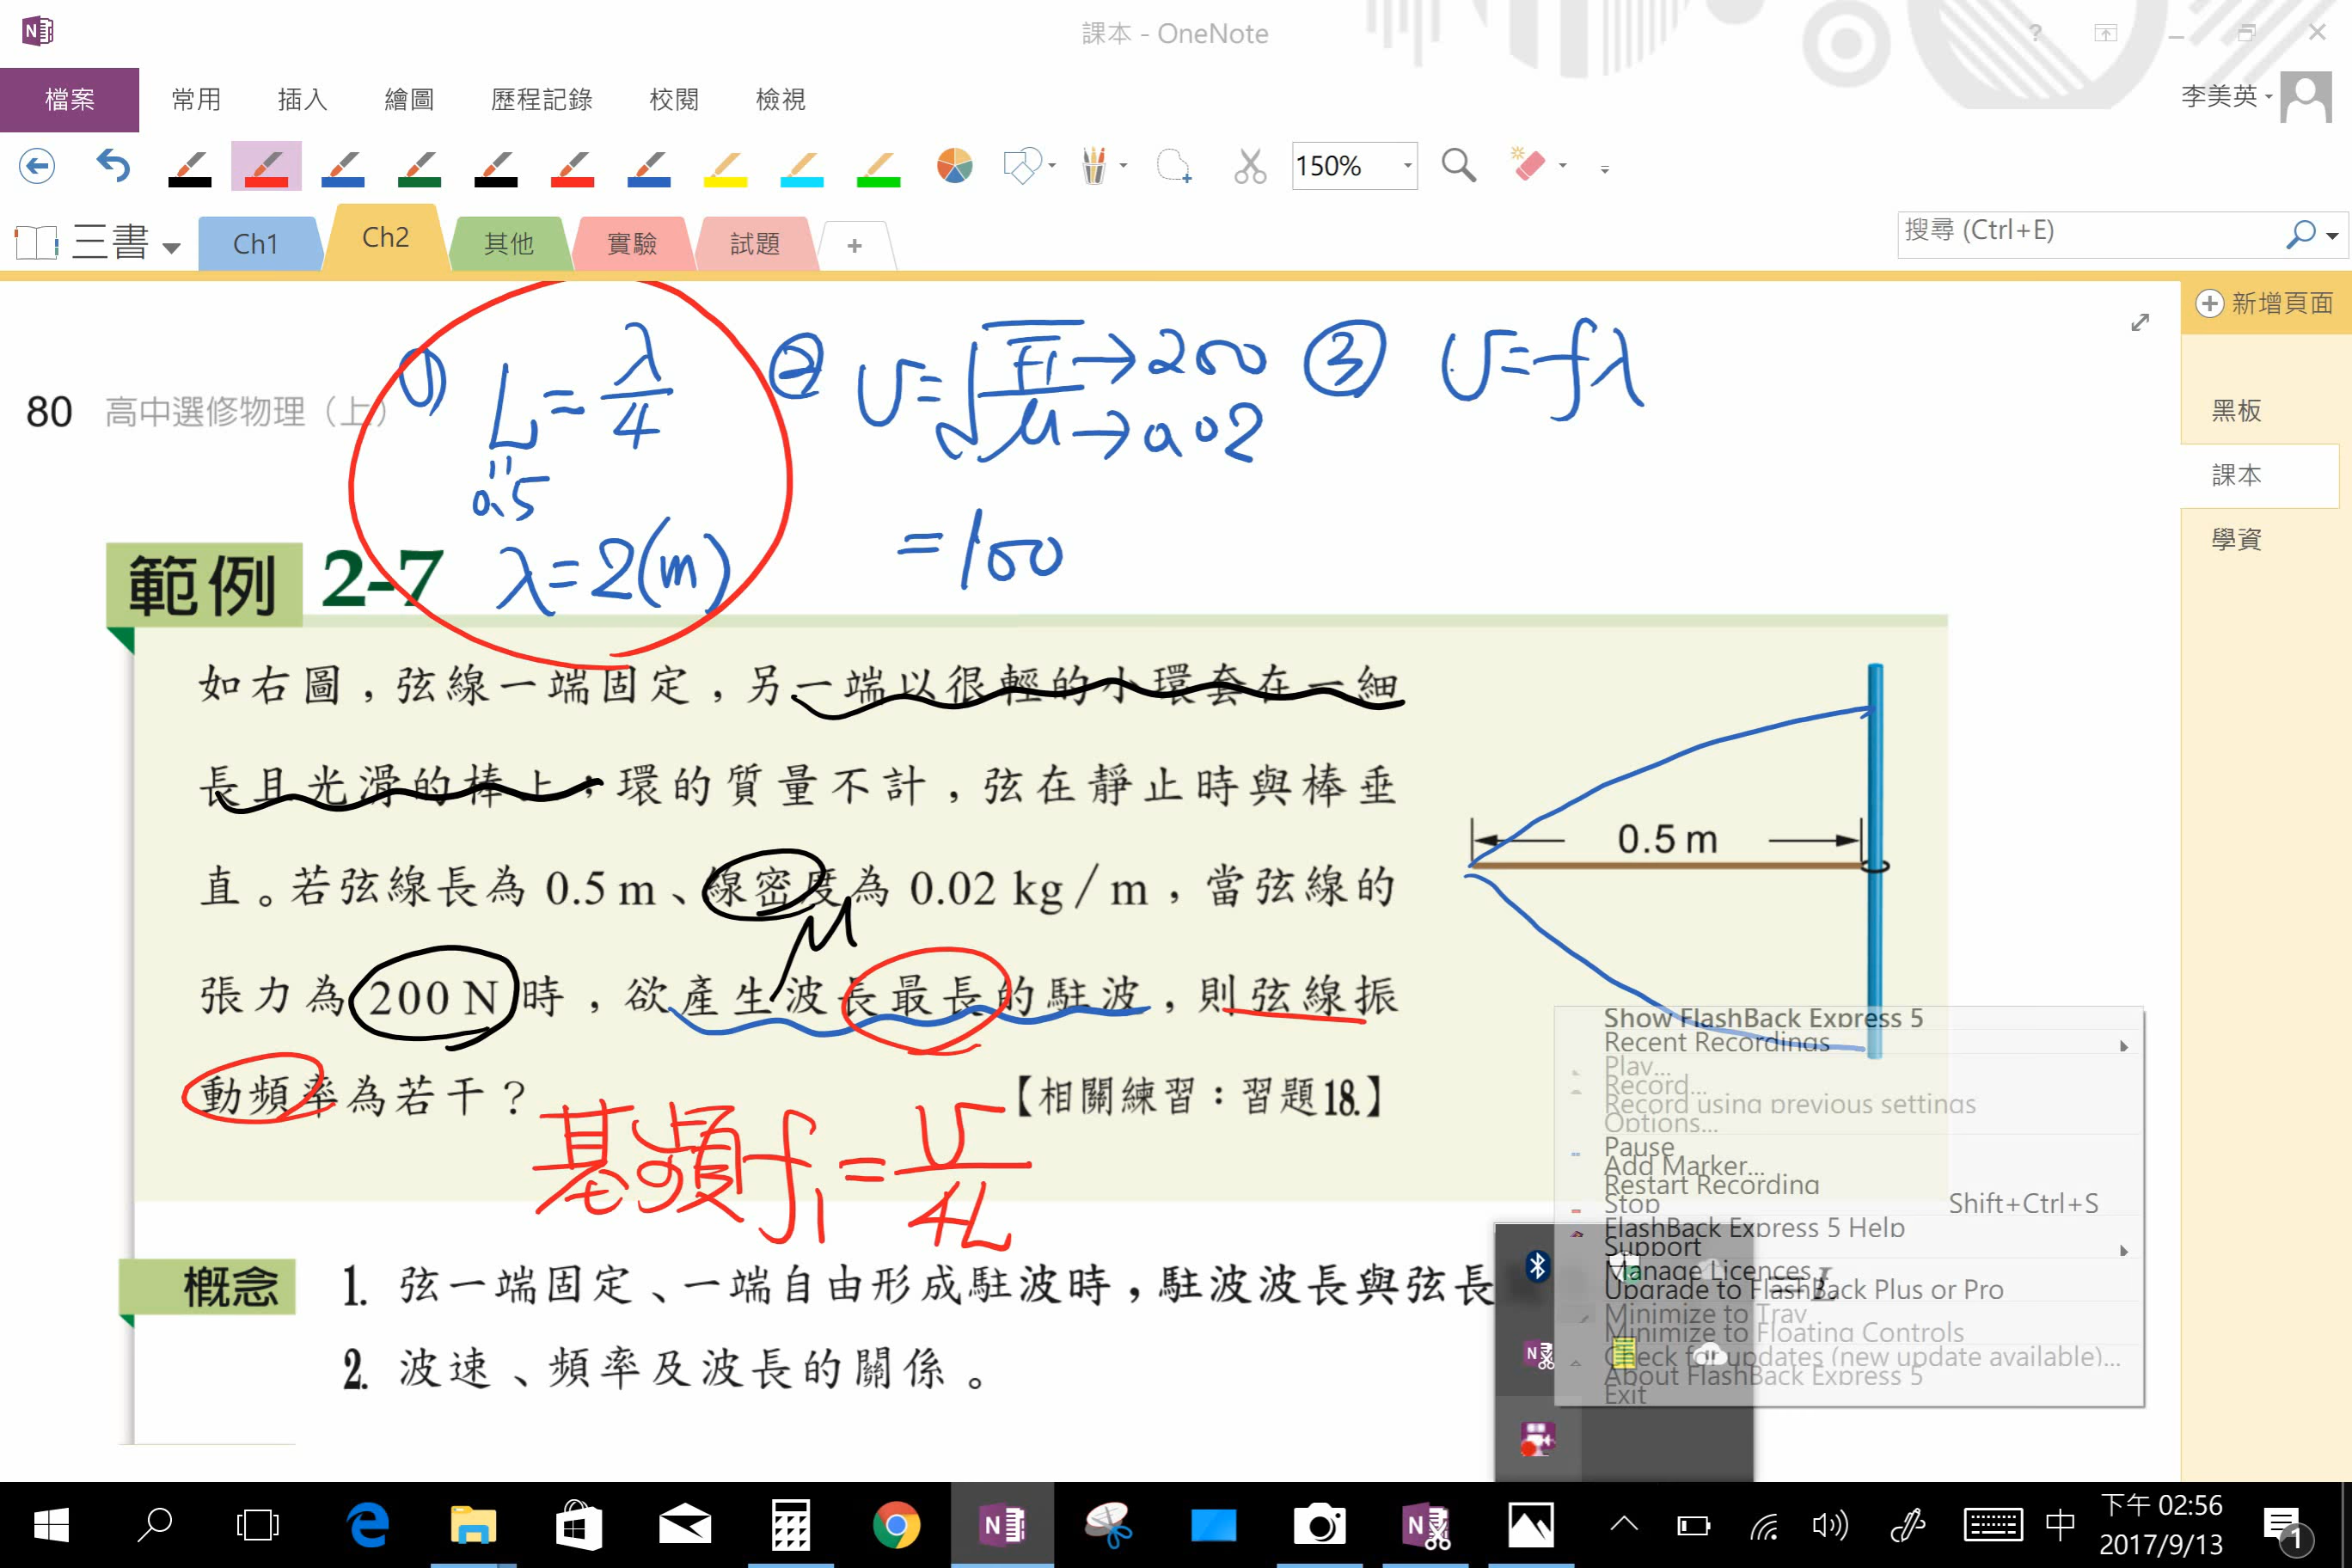 課本 - OneNote
檔案 常用 插入 繪圖 歷程記錄 校閱 檢視
李美英
150%
三書 Ch1 Ch2 其他 實驗 試題 +
搜尋 (Ctrl+E)
新增頁面
黑板
課本
學資
80 高中選修物理（上）
① L = λ/4
0.5
λ = 2(m)
② v = √(F/μ) → 200
→ 0.02
= 100
③ v = fλ
範例 2-7
如右圖，弦線一端固定，另一端以很輕的小環套在一細
長且光滑的棒上；環的質量不計，弦在靜止時與棒垂
直。若弦線長為 0.5 m、線密度為 0.02 kg / m，當弦線的
μ
張力為 200 N 時，欲產生波長最長的駐波，則弦線振
動頻率為若干？ 【相關練習：習題18.】
0.5 m
基頻 f₁ = v/4L
概念 1. 弦一端固定、一端自由形成駐波時，駐波波長與弦長
2. 波速、頻率及波長的關係。
Show FlashBack Express 5
Recent Recordings
Play...
Record...
Record using previous settings
Options...
Pause
Add Marker...
Restart Recording
Stop Shift+Ctrl+S
FlashBack Express 5 Help
Support
Manage Licences
Upgrade to FlashBack Plus or Pro
Minimize to Tray
Minimize to Floating Controls
Check for updates (new update available)...
About FlashBack Express 5
Exit
中
下午 02:56
2017/9/13
1